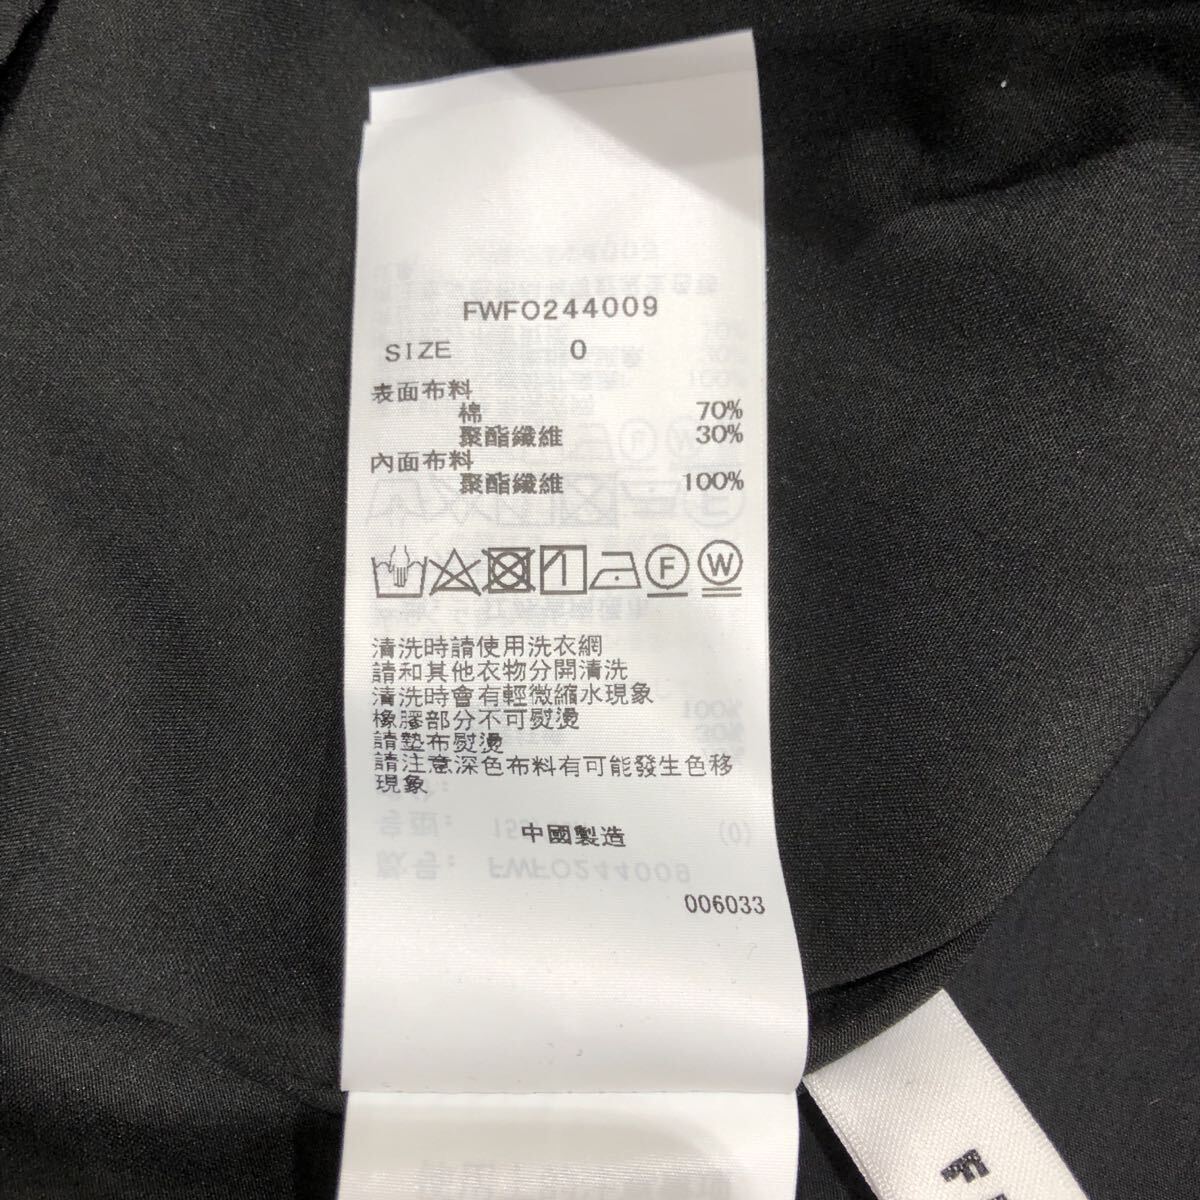 FWFO244009
SIZE 0
表面布料
棉 70%
聚酯纖維 30%
內面布料
聚酯纖維 100%
F W
清洗時請使用洗衣網
請和其他衣物分開清洗
清洗時會有輕微縮水現象
橡膠部分不可熨燙
請墊布熨燙
請注意深色布料有可能發生色移
現象
中國製造
006033